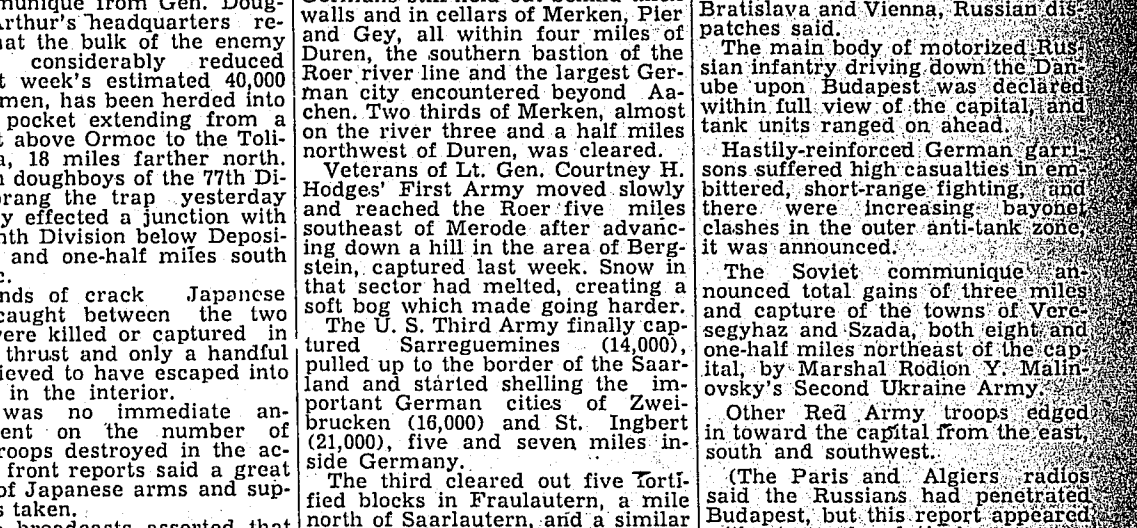 munique from Gen. Doug-
Arthur's headquarters re-
hat the bulk of the enemy
considerably reduced
t week's estimated 40,000
men, has been herded into
pocket extending from a
t above Ormoc to the Toli-
a, 18 miles farther north.
n doughboys of the 77th Di-
prang the trap yesterday
y effected a junction with
nth Division below Deposi-
and one-half miles south
c.
nds of crack Japanese
caught between the two
were killed or captured in
thrust and only a handful
ieved to have escaped into
in the interior.
was no immediate an-
ent on the number of
roops destroyed in the ac-
front reports said a great
of Japanese arms and sup-
s taken.
broadcasts asserted that
walls and in cellars of Merken, Pier
and Gey, all within four miles of
Duren, the southern bastion of the
Roer river line and the largest Ger-
man city encountered beyond Aa-
chen. Two thirds of Merken, almost
on the river three and a half miles
northwest of Duren, was cleared.
Veterans of Lt. Gen. Courtney H.
Hodges' First Army moved slowly
and reached the Roer five miles
southeast of Merode after advanc-
ing down a hill in the area of Berg-
stein, captured last week. Snow in
that sector had melted, creating a
soft bog which made going harder.
The U. S. Third Army finally cap-
tured Sarreguemines (14,000),
pulled up to the border of the Saar-
land and started shelling the im-
portant German cities of Zwei-
brucken (16,000) and St. Ingbert
(21,000), five and seven miles in-
side Germany.
The third cleared out five forti-
fied blocks in Fraulautern, a mile
north of Saarlautern, and a similar
Bratislava and Vienna, Russian dis-
patches said.
The main body of motorized Rus-
sian infantry driving down the Dan-
ube upon Budapest was declared
within full view of the capital, and
tank units ranged on ahead.
Hastily-reinforced German garri-
sons suffered high casualties in em-
bittered, short-range fighting, and
there were increasing bayonet
clashes in the outer anti-tank zone,
it was announced.
The Soviet communique an-
nounced total gains of three miles
and capture of the towns of Vere-
segyhaz and Szada, both eight and
one-half miles northeast of the cap-
ital, by Marshal Rodion Y. Malin-
ovsky's Second Ukraine Army.
Other Red Army troops edged
in toward the capital from the east,
south and southwest.
(The Paris and Algiers radios
said the Russians had penetrated
Budapest, but this report appeared